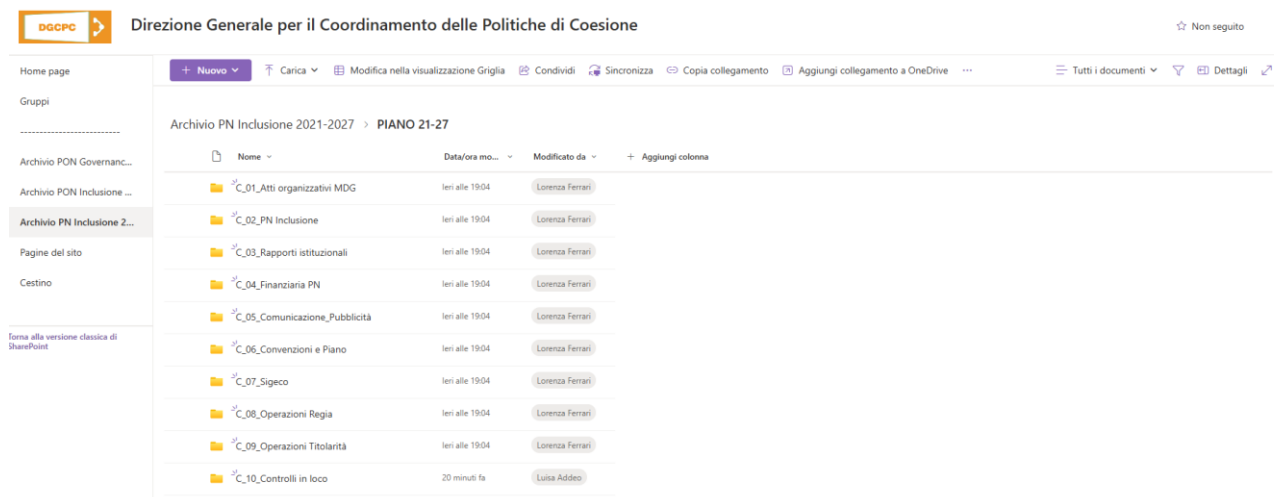 DGCPC
Direzione Generale per il Coordinamento delle Politiche di Coesione
Non seguito
Home page
Gruppi
--------------------------
Archivio PON Governanc...
Archivio PON Inclusione ...
Archivio PN Inclusione 2...
Pagine del sito
Cestino
Torna alla versione classica di
SharePoint
+ Nuovo
Carica
Modifica nella visualizzazione Griglia
Condividi
Sincronizza
Copia collegamento
Aggiungi collegamento a OneDrive
...
Tutti i documenti
Dettagli
Archivio PN Inclusione 2021-2027 > PIANO 21-27
Nome Data/ora mo... Modificato da + Aggiungi colonna
C_01_Atti organizzativi MDG Ieri alle 19:04 Lorenza Ferrari
C_02_PN Inclusione Ieri alle 19:04 Lorenza Ferrari
C_03_Rapporti istituzionali Ieri alle 19:04 Lorenza Ferrari
C_04_Finanziaria PN Ieri alle 19:04 Lorenza Ferrari
C_05_Comunicazione_Pubblicità Ieri alle 19:04 Lorenza Ferrari
C_06_Convenzioni e Piano Ieri alle 19:04 Lorenza Ferrari
C_07_Sigeco Ieri alle 19:04 Lorenza Ferrari
C_08_Operazioni Regia Ieri alle 19:04 Lorenza Ferrari
C_09_Operazioni Titolarità Ieri alle 19:04 Lorenza Ferrari
C_10_Controlli in loco 20 minuti fa Luisa Addeo